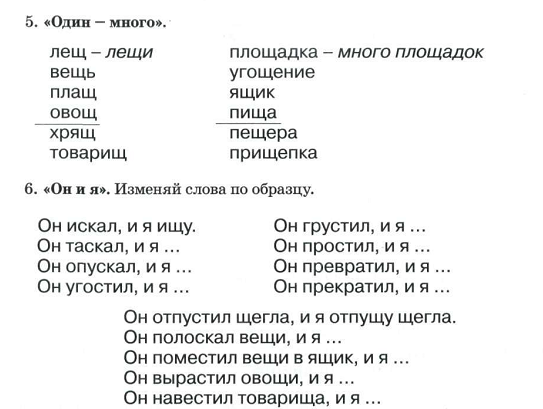 5. «Один – много».
лещ – лещи
вещь
плащ
овощ
хрящ
товарищ
площадка – много площадок
угощение
ящик
пища
пещера
прищепка
6. «Он и я». Изменяй слова по образцу.
Он искал, и я ищу.
Он таскал, и я ...
Он опускал, и я ...
Он угостил, и я ...
Он грустил, и я ...
Он простил, и я ...
Он превратил, и я ...
Он прекратил, и я ...
Он отпустил щегла, и я отпущу щегла.
Он полоскал вещи, и я ...
Он поместил вещи в ящик, и я ...
Он вырастил овощи, и я ...
Он навестил товарища, и я ...